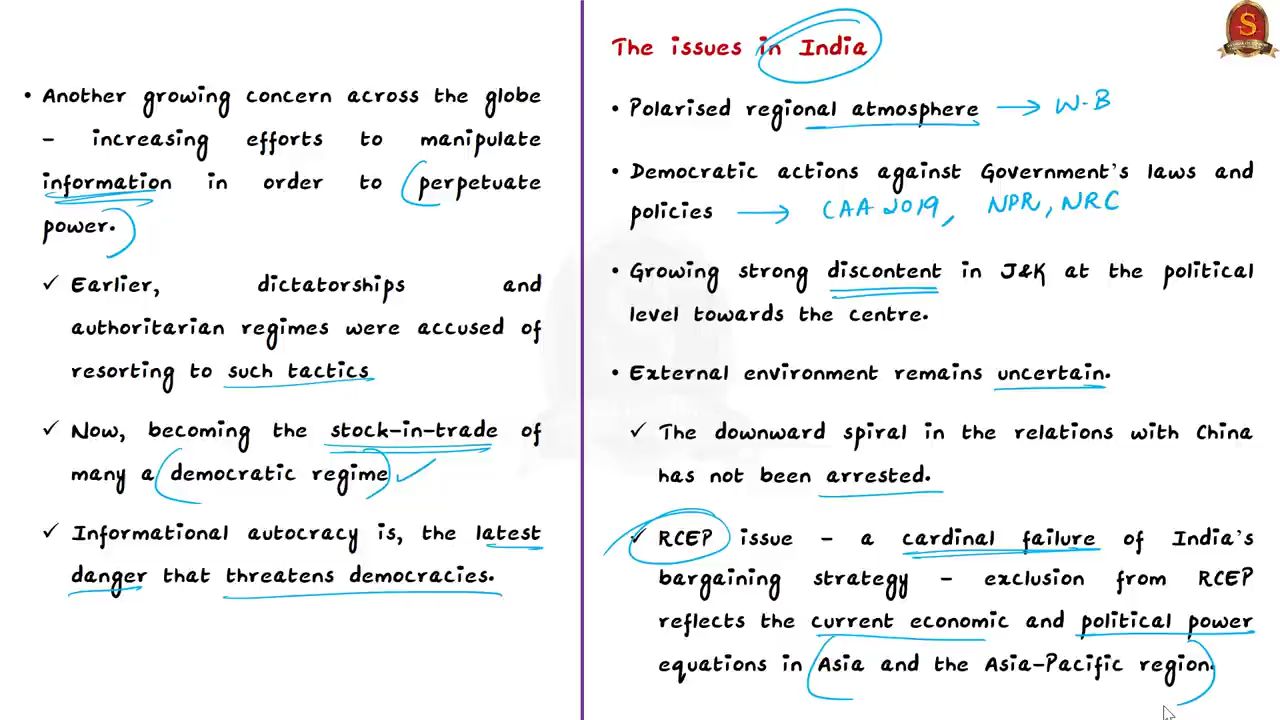 • Another growing concern across the globe
– increasing efforts to manipulate
information in order to perpetuate
power.
✓ Earlier, dictatorships and
authoritarian regimes were accused of
resorting to such tactics
✓ Now, becoming the stock-in-trade of
many a democratic regime
✓ Informational autocracy is, the latest
danger that threatens democracies.
The issues in India
• Polarised regional atmosphere → W.B
• Democratic actions against Government's laws and
policies → CAA 2019, NPR, NRC
• Growing strong discontent in J&K at the political
level towards the centre.
• External environment remains uncertain.
✓ The downward spiral in the relations with China
has not been arrested.
✓ RCEP issue – a cardinal failure of India's
bargaining strategy – exclusion from RCEP
reflects the current economic and political power
equations in Asia and the Asia-Pacific region.
S